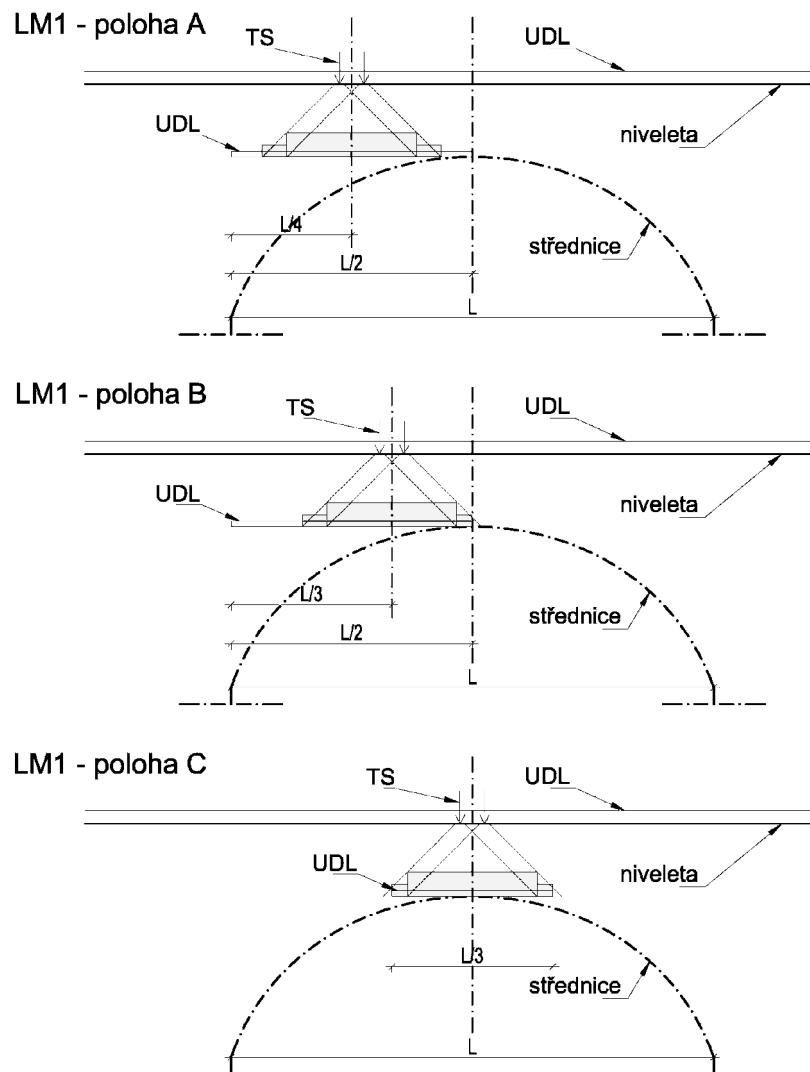 LM1 - poloha A
TS
UDL
UDL
niveleta
L/4
střednice
L/2
L
LM1 - poloha B
TS
UDL
UDL
niveleta
L/3
střednice
L/2
L
LM1 - poloha C
TS
UDL
UDL
niveleta
L/3
střednice
L